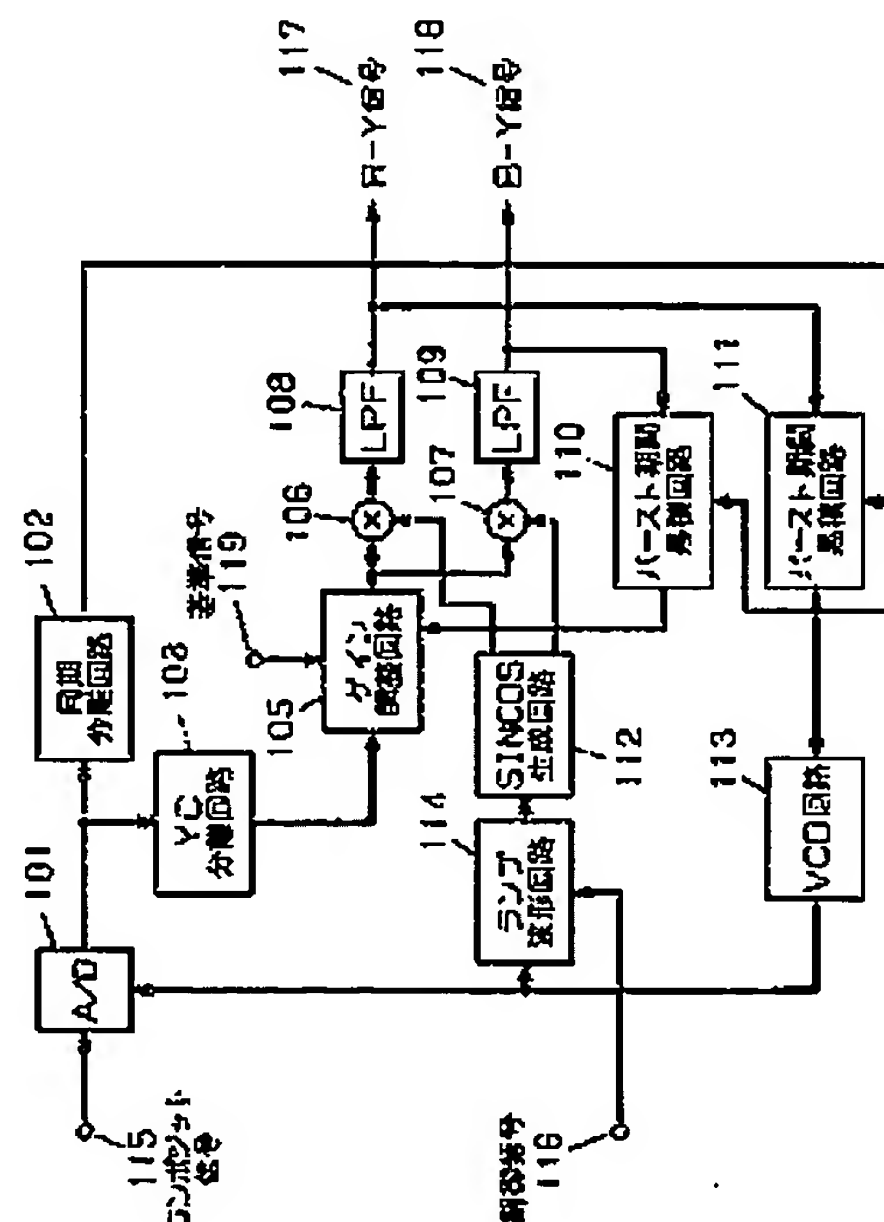 117
R-Y信号
118
B-Y信号
108
LPF
109
LPF
106
107
110
バースト期間
累積回路
111
バースト期間
累積回路
102
同期
分離回路
基準信号
119
103
YC
分離回路
105
ゲイン
調整回路
SINCOS
生成回路
112
114
ランプ
波形回路
113
VCO回路
101
A/D
115
ンポジット
信号
制御信号
116